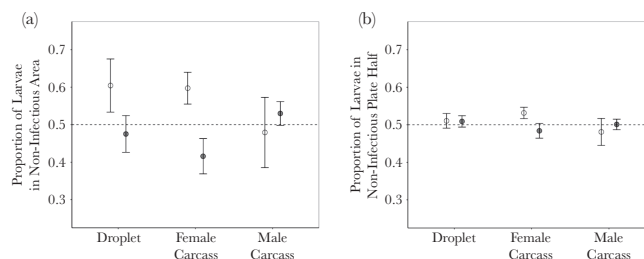 (a)
Proportion of Larvae
in Non-Infectious Area
0.7
0.6
0.5
0.4
0.3
Droplet
Female
Carcass
Male
Carcass
(b)
Proportion of Larvae in
Non-Infectious Plate Half
0.7
0.6
0.5
0.4
0.3
Droplet
Female
Carcass
Male
Carcass